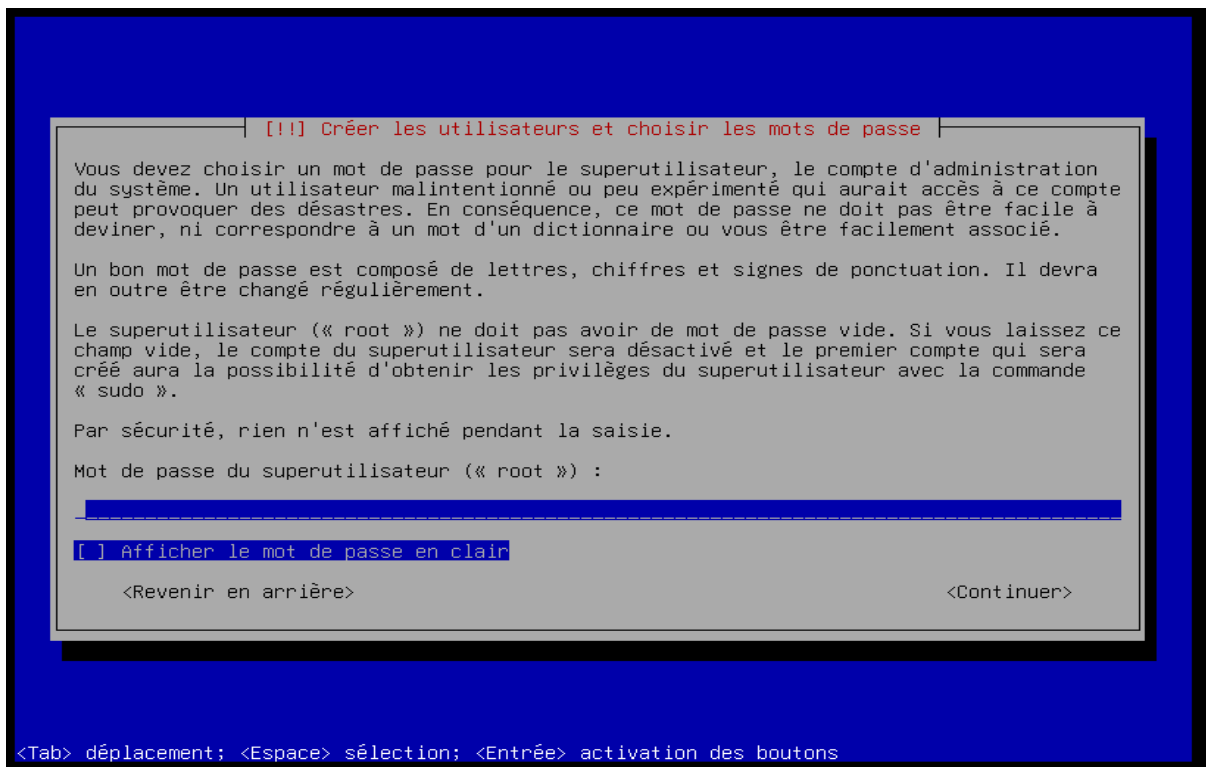 [!!] Créer les utilisateurs et choisir les mots de passe
Vous devez choisir un mot de passe pour le superutilisateur, le compte d'administration
du système. Un utilisateur malintentionné ou peu expérimenté qui aurait accès à ce compte
peut provoquer des désastres. En conséquence, ce mot de passe ne doit pas être facile à
deviner, ni correspondre à un mot d'un dictionnaire ou vous être facilement associé.
Un bon mot de passe est composé de lettres, chiffres et signes de ponctuation. Il devra
en outre être changé régulièrement.
Le superutilisateur (« root ») ne doit pas avoir de mot de passe vide. Si vous laissez ce
champ vide, le compte du superutilisateur sera désactivé et le premier compte qui sera
créé aura la possibilité d'obtenir les privilèges du superutilisateur avec la commande
« sudo ».
Par sécurité, rien n'est affiché pendant la saisie.
Mot de passe du superutilisateur (« root ») :
[ ] Afficher le mot de passe en clair
<Revenir en arrière> <Continuer>
<Tab> déplacement; <Espace> sélection; <Entrée> activation des boutons